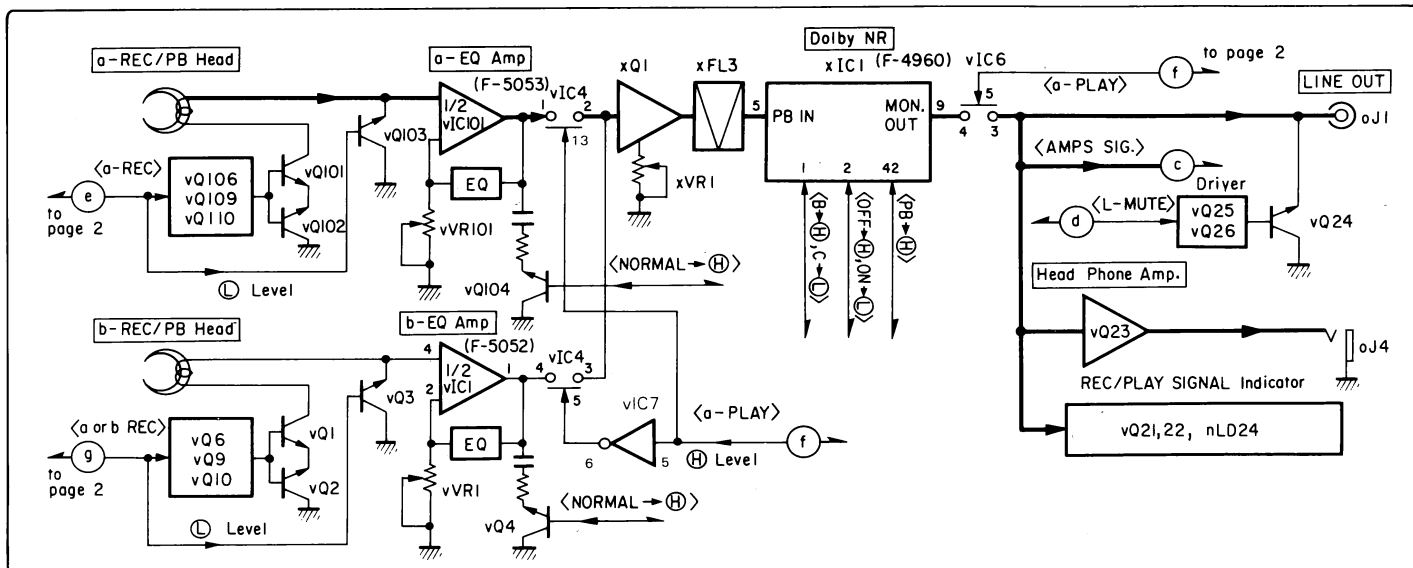 Dolby NR
a-REC/PB Head
a-EQ Amp
xQ1
xFL3
xIC1
(F-4960)
vIC6
to page 2
f
<a-PLAY>
LINE OUT
(F-5053)
vIC4
1/2
vIC101
1
2
13
5
PB IN
MON.
OUT
9
5
4
3
oJ1
vQ103
<AMPS SIG.>
c
<a-REC>
vQ101
EQ
xVR1
1
2
42
Driver
e
to
page 2
vQ106
vQ109
vQ110
vQ102
vVR101
<B→H, C→L>
<OFF→H, ON→L>
<PB→H>
d
<L-MUTE>
vQ25
vQ26
vQ24
<NORMAL→H>
L Level
vQ104
Head Phone Amp.
b-REC/PB Head
b-EQ Amp
(F-5052)
vQ23
oJ4
4
1/2
vIC1
2
1
vIC4
4
3
5
vQ3
vIC7
REC/PLAY SIGNAL Indicator
<a or b REC>
vQ1
EQ
6
5
<a-PLAY>
f
H Level
vQ21,22, nLD24
g
to
page 2
vQ6
vQ9
vQ10
vQ2
vVR1
<NORMAL→H>
L Level
vQ4